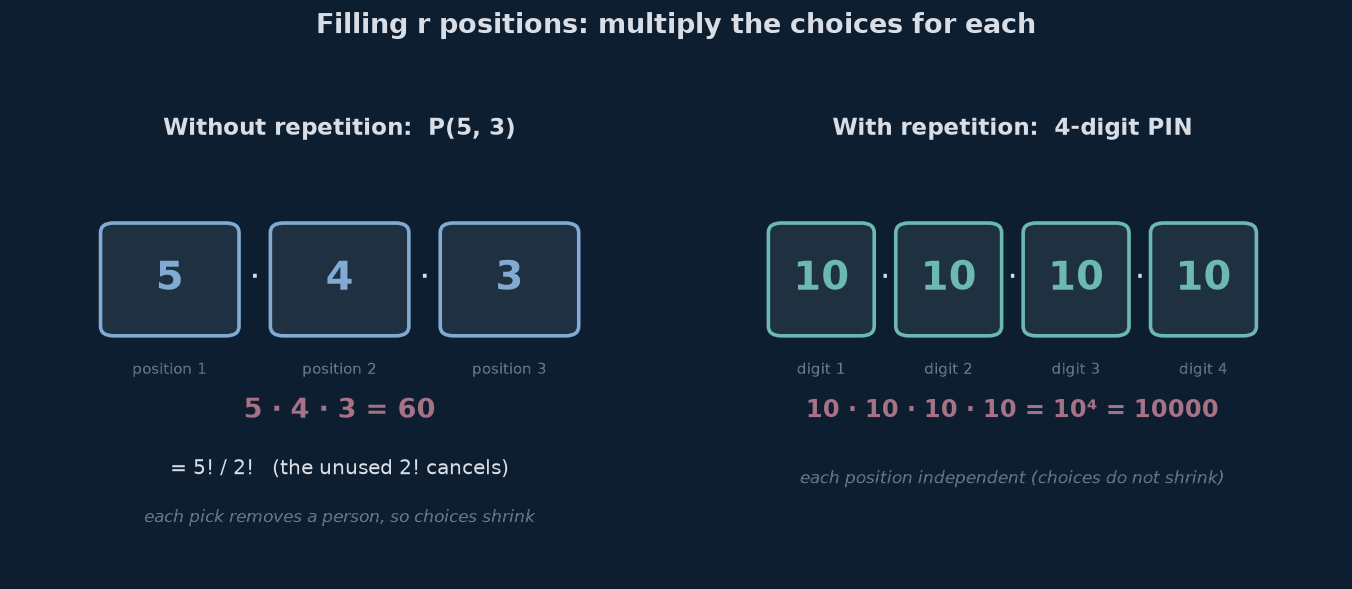 Filling r positions: multiply the choices for each
Without repetition:  P(5, 3)
5 · 4 · 3
position 1 position 2 position 3
5 · 4 · 3 = 60
= 5! / 2!   (the unused 2! cancels)
each pick removes a person, so choices shrink
With repetition:  4-digit PIN
10 · 10 · 10 · 10
digit 1 digit 2 digit 3 digit 4
10 · 10 · 10 · 10 = 10⁴ = 10000
each position independent (choices do not shrink)